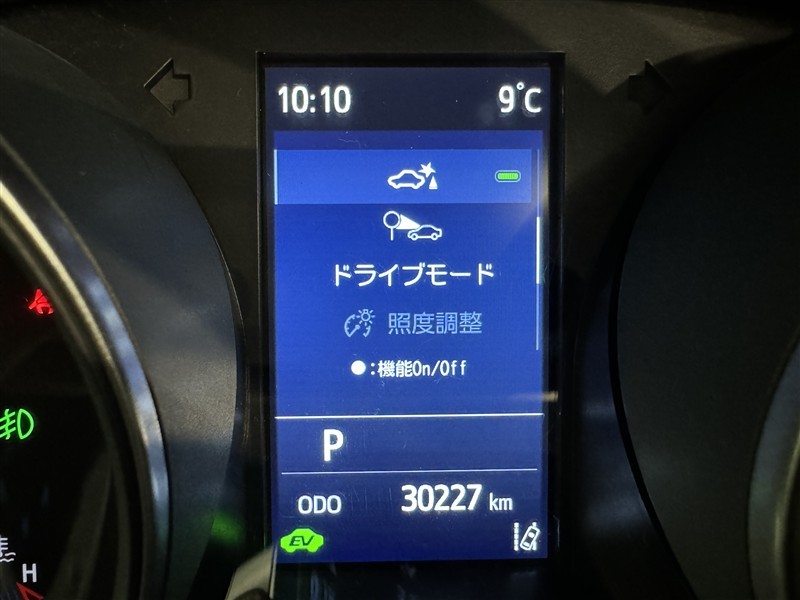 10:10 9°C
ドライブモード
照度調整
●:機能On/Off
P
ODO 30227 km
EV
H